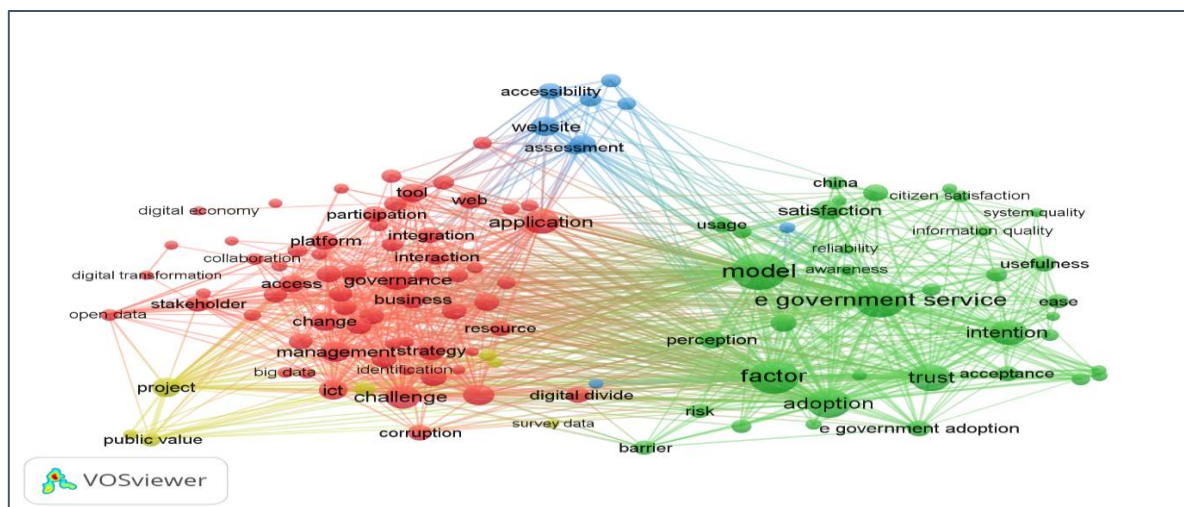 accessibility
website
assessment
tool
web
digital economy
participation
application
platform
integration
collaboration
interaction
digital transformation
access
governance
stakeholder
business
open data
change
resource
management
strategy
big data
identification
project
ict
challenge
digital divide
survey data
public value
corruption
china
citizen satisfaction
usage
satisfaction
system quality
information quality
reliability
model
awareness
usefulness
e government service
ease
perception
intention
factor
trust
acceptance
risk
adoption
e government adoption
barrier
VOSviewer